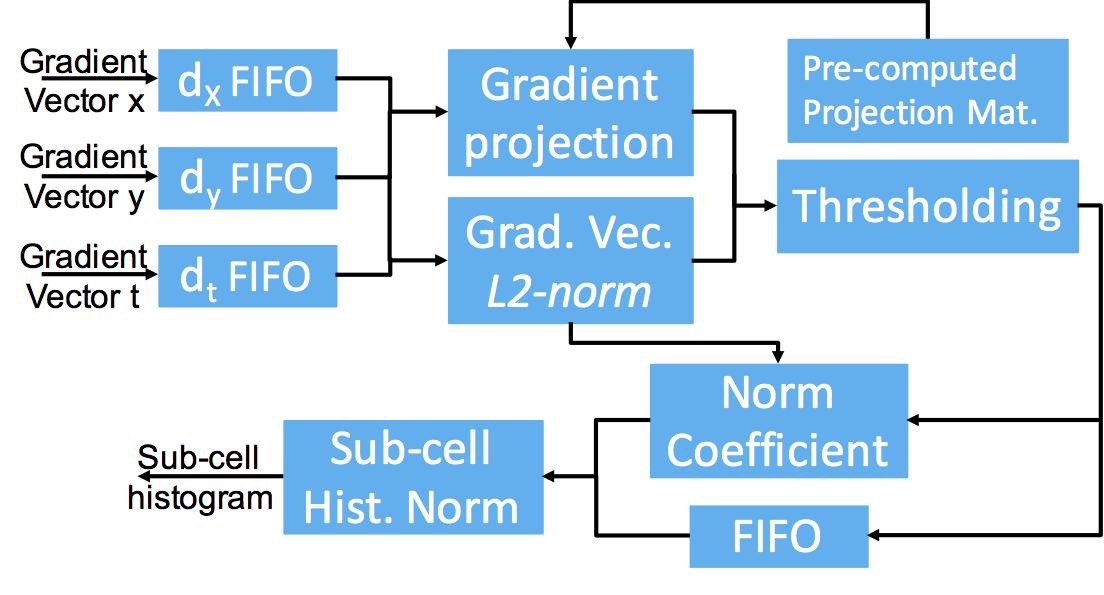 Gradient
Vector x
dx FIFO
Gradient
Vector y
dy FIFO
Gradient
Vector t
dt FIFO
Gradient
projection
Grad. Vec.
L2-norm
Pre-computed
Projection Mat.
Thresholding
Norm
Coefficient
FIFO
Sub-cell
Hist. Norm
Sub-cell
histogram